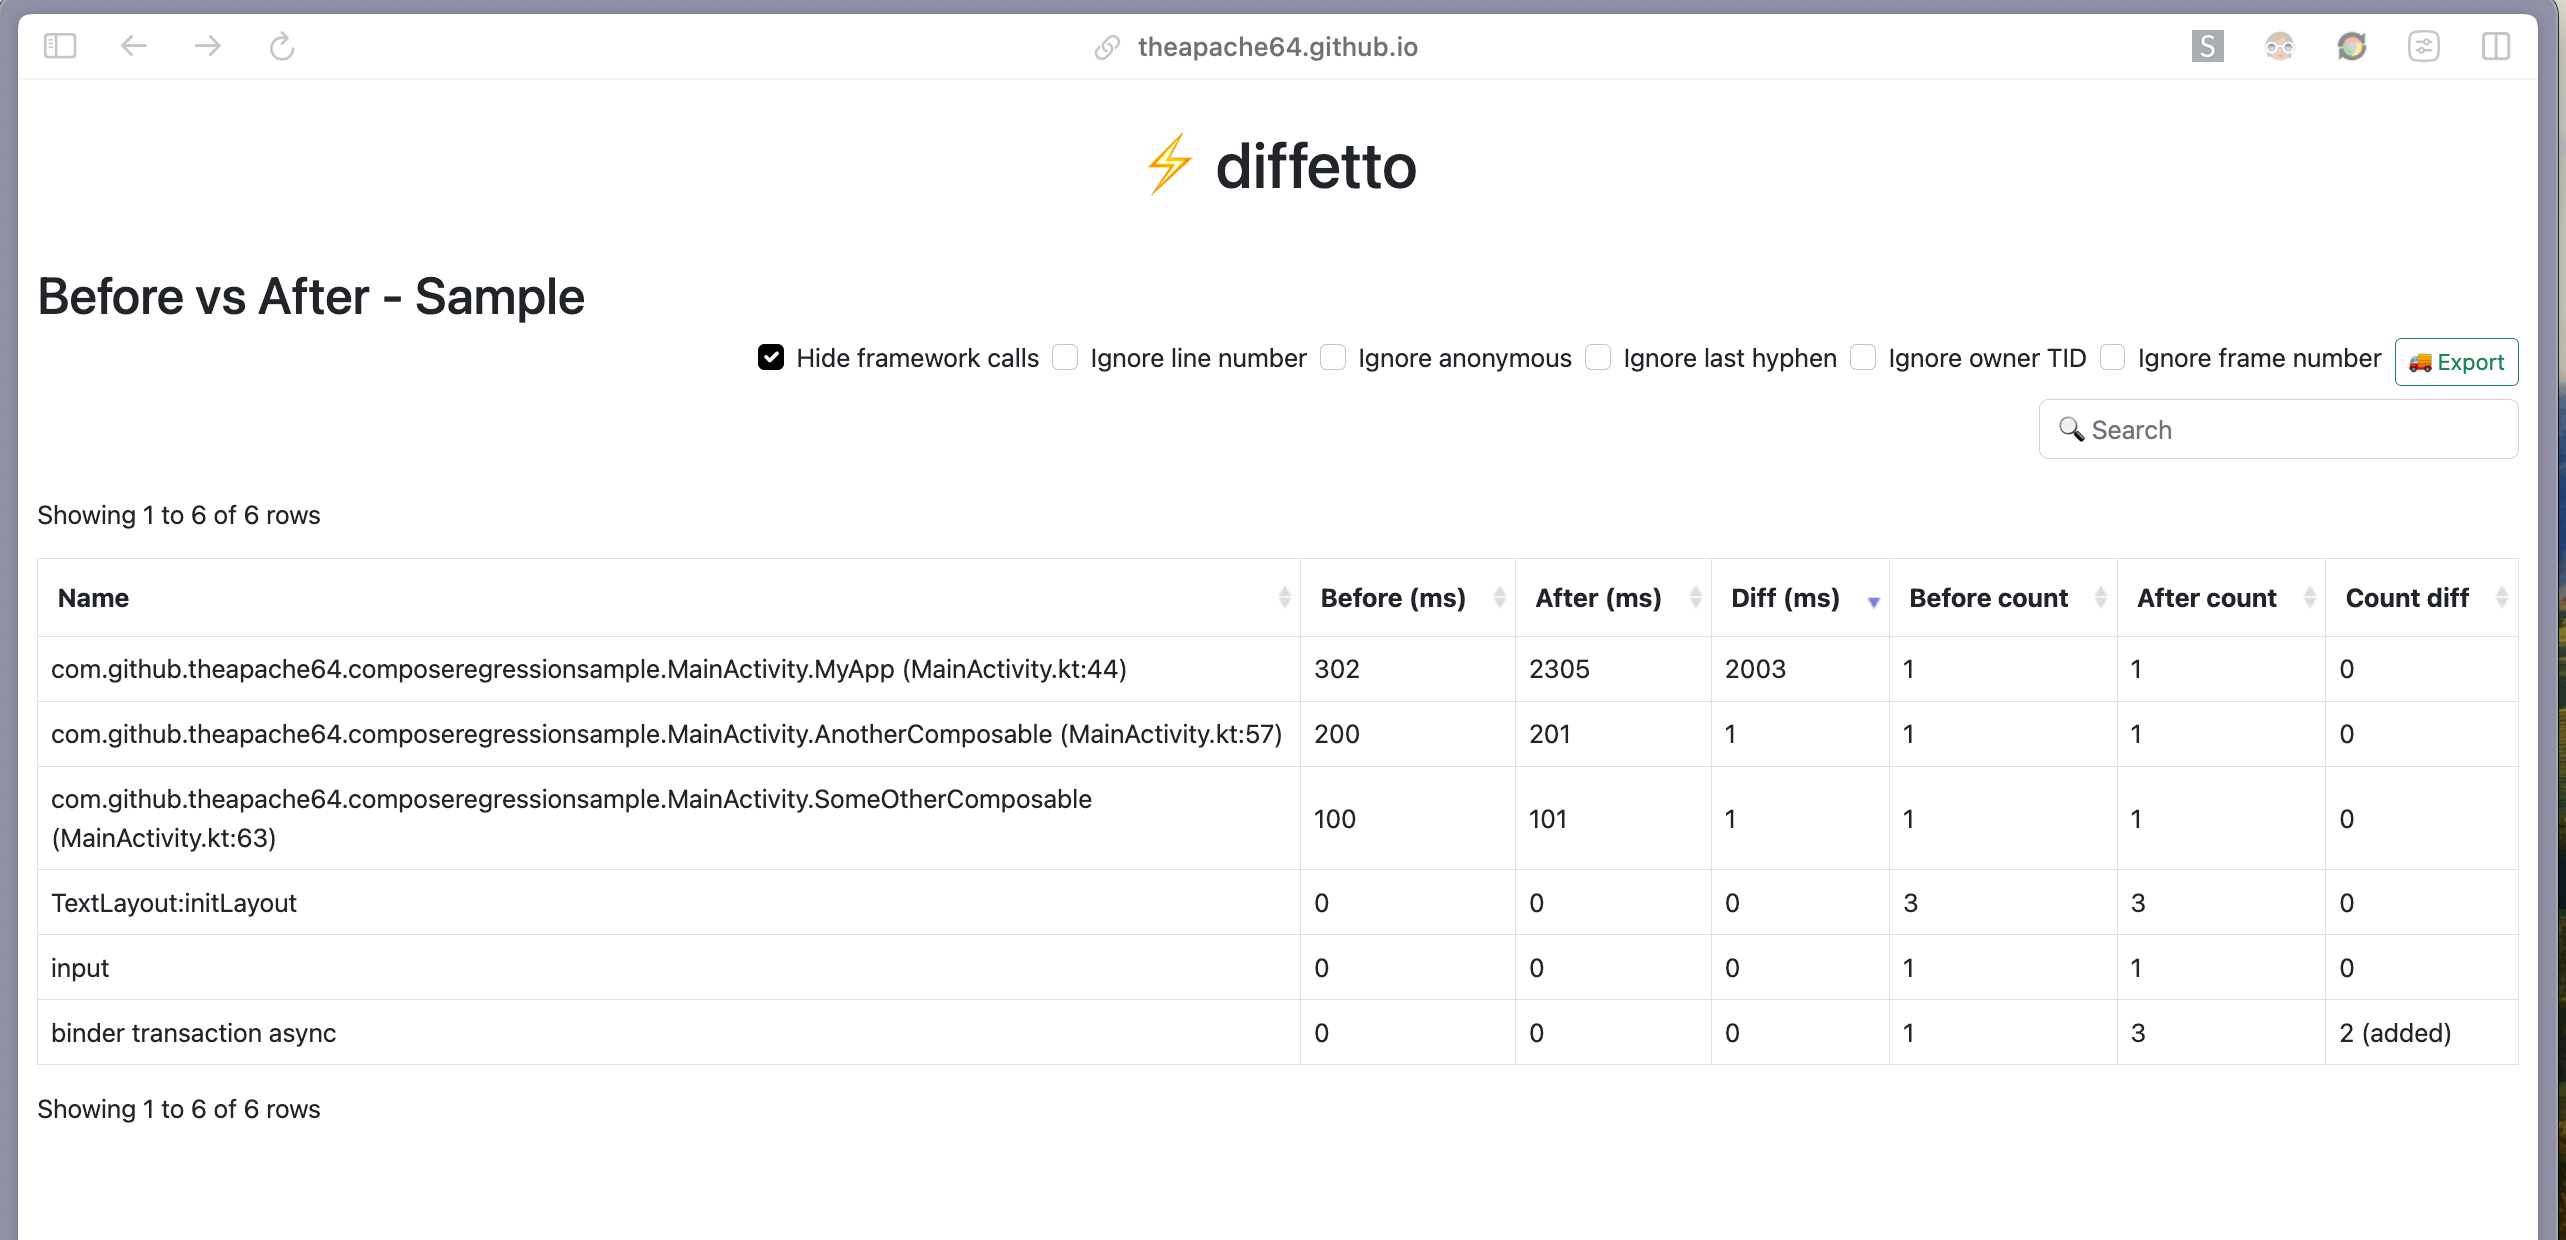 theapache64.github.io
S
⚡ diffetto
Before vs After - Sample
Hide framework calls Ignore line number Ignore anonymous Ignore last hyphen Ignore owner TID Ignore frame number 🚚 Export
🔍 Search
Showing 1 to 6 of 6 rows
Name Before (ms) After (ms) Diff (ms) Before count After count Count diff
com.github.theapache64.composeregressionsample.MainActivity.MyApp (MainActivity.kt:44) 302 2305 2003 1 1 0
com.github.theapache64.composeregressionsample.MainActivity.AnotherComposable (MainActivity.kt:57) 200 201 1 1 1 0
com.github.theapache64.composeregressionsample.MainActivity.SomeOtherComposable
(MainActivity.kt:63) 100 101 1 1 1 0
TextLayout:initLayout 0 0 0 3 3 0
input 0 0 0 1 1 0
binder transaction async 0 0 0 1 3 2 (added)
Showing 1 to 6 of 6 rows